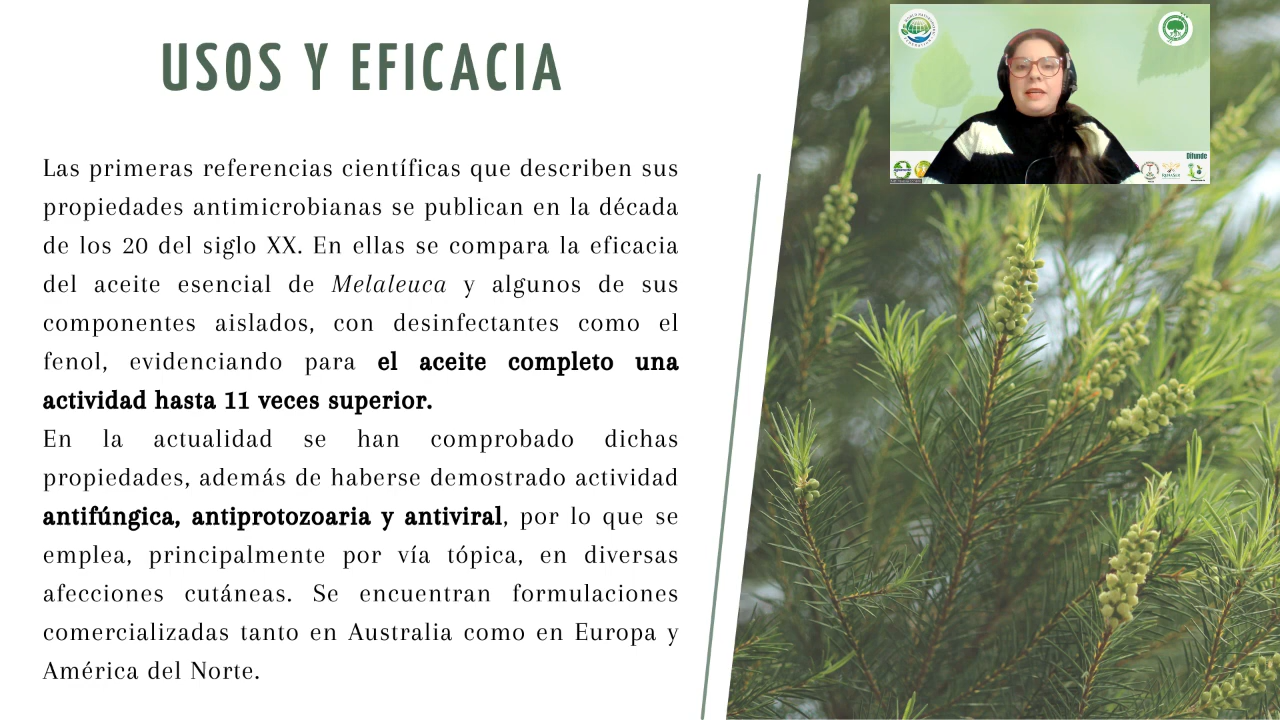 USOS Y EFICACIA
Las primeras referencias científicas que describen sus
propiedades antimicrobianas se publican en la década
de los 20 del siglo XX. En ellas se compara la eficacia
del aceite esencial de Melaleuca y algunos de sus
componentes aislados, con desinfectantes como el
fenol, evidenciando para el aceite completo una
actividad hasta 11 veces superior.
En la actualidad se han comprobado dichas
propiedades, además de haberse demostrado actividad
antifúngica, antiprotozoaria y antiviral, por lo que se
emplea, principalmente por vía tópica, en diversas
afecciones cutáneas. Se encuentran formulaciones
comercializadas tanto en Australia como en Europa y
América del Norte.
Difunde